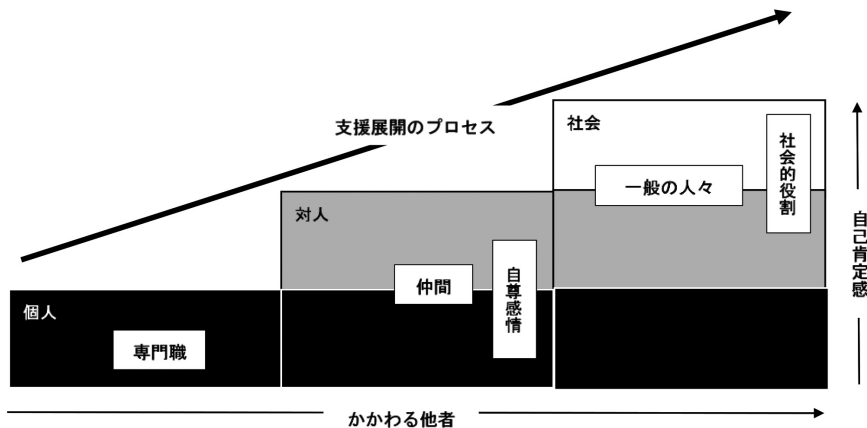 支援展開のプロセス
社会
社会的役割
一般の人々
対人
自己肯定感
仲間
自尊感情
個人
専門職
かかわる他者